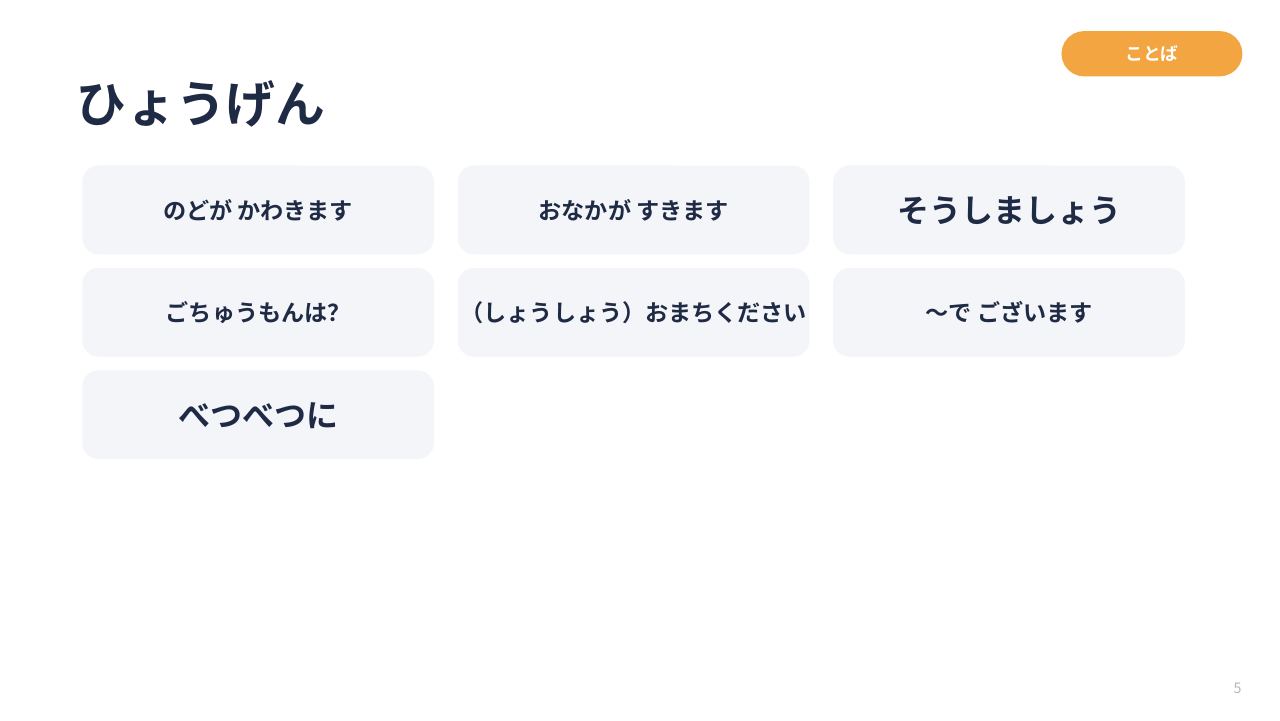 ことば
ひょうげん
のどが かわきます
おなかが すきます
そうしましょう
ごちゅうもんは?
（しょうしょう）おまちください
～で ございます
べつべつに
5